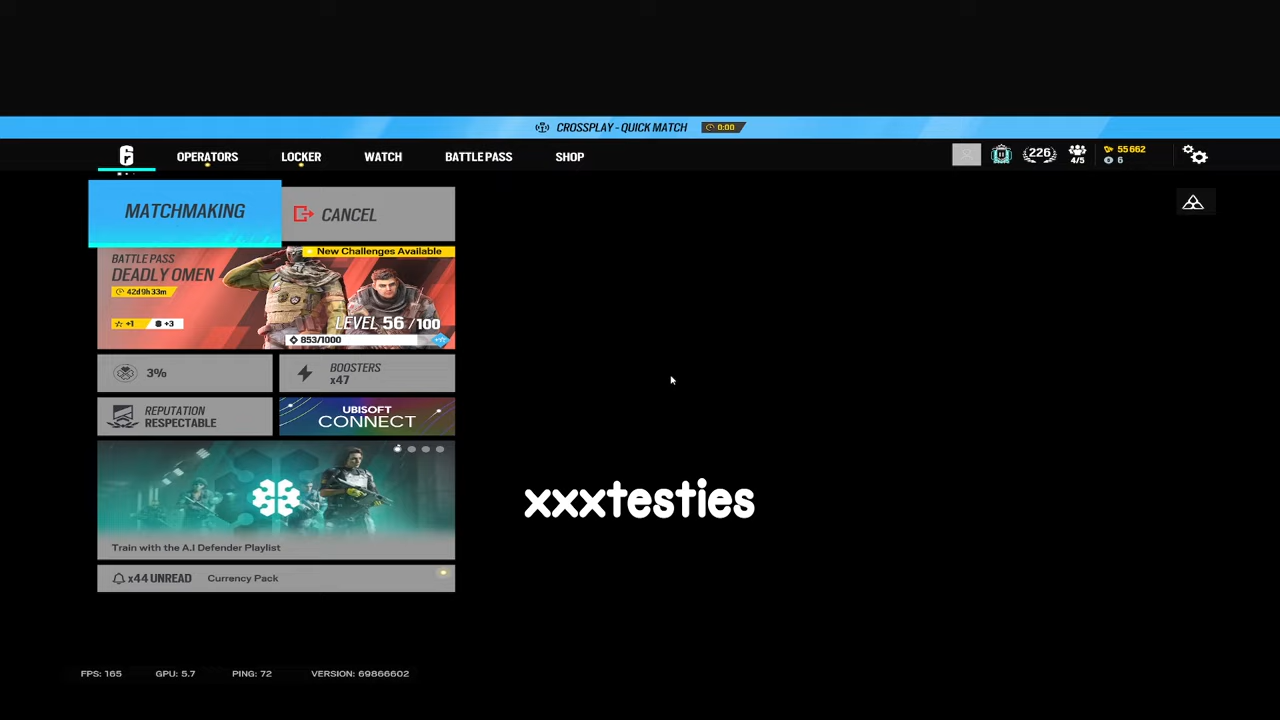 CROSSPLAY - QUICK MATCH 0:00
OPERATORS LOCKER WATCH BATTLE PASS SHOP 226 4/5 55 662 6
MATCHMAKING CANCEL
New Challenges Available
BATTLE PASS
DEADLY OMEN
42d9h33m
+1 +3 LEVEL 56 /100
853/1000
3% BOOSTERS x47
REPUTATION RESPECTABLE UBISOFT CONNECT
xxxtesties
Train with the A.I Defender Playlist
x44 UNREAD Currency Pack
FPS: 165 GPU: 5.7 PING: 72 VERSION: 69866602